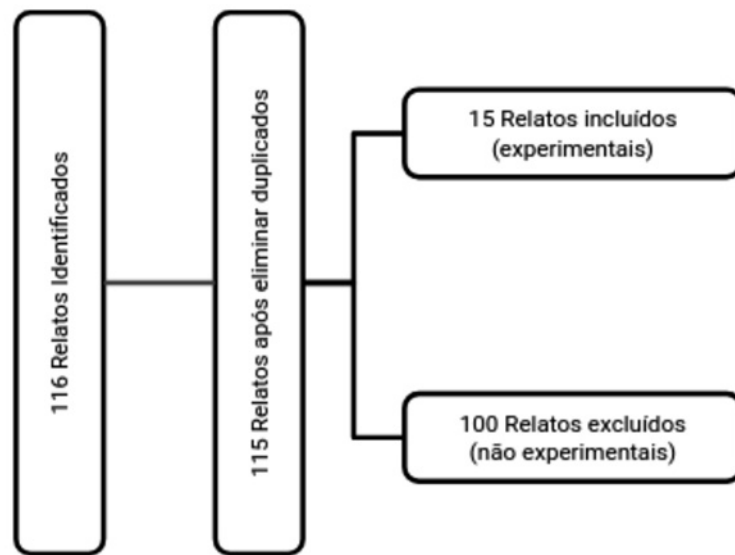 116 Relatos Identificados
115 Relatos após eliminar duplicados
15 Relatos incluídos
(experimentais)
100 Relatos excluídos
(não experimentais)